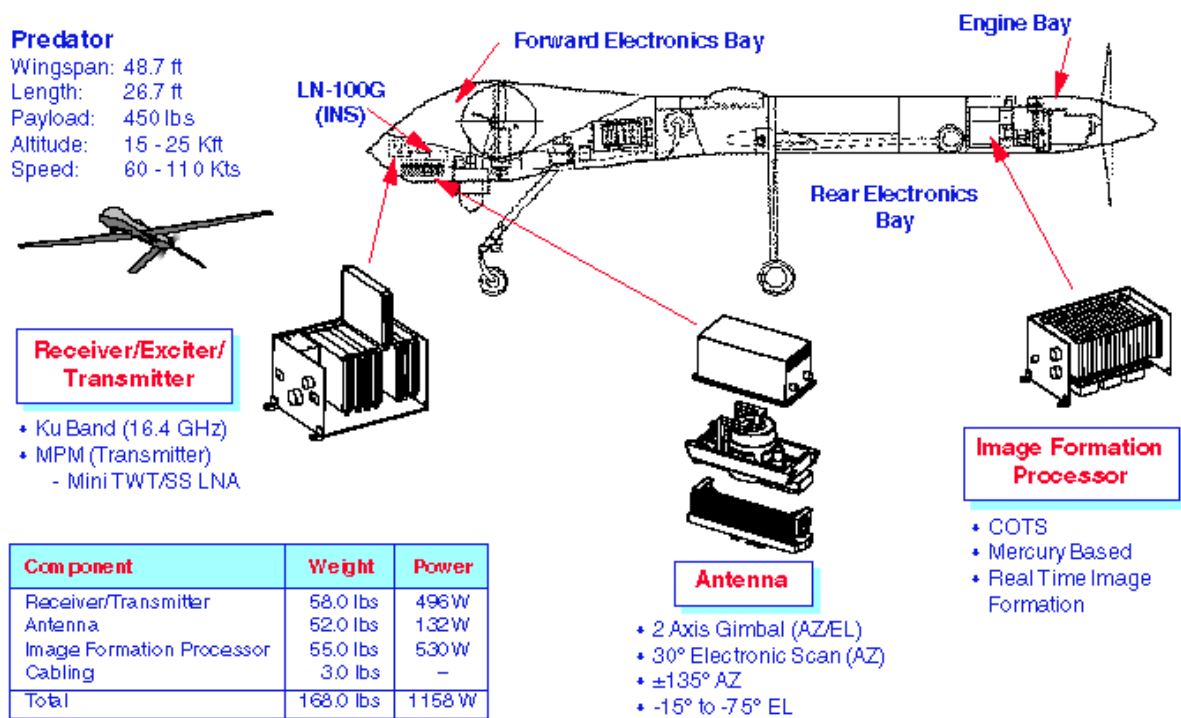 Predator
Wingspan: 48.7 ft
Length: 26.7 ft
Payload: 450 lbs
Altitude: 15 - 25 Kft
Speed: 60 - 110 Kts
Forward Electronics Bay
Engine Bay
LN-100G
(INS)
Rear Electronics
Bay
Receiver/Exciter/
Transmitter
• Ku Band (16.4 GHz)
• MPM (Transmitter)
- Mini TWT/SS LNA
Image Formation
Processor
• COTS
• Mercury Based
• Real Time Image
Formation
Antenna
• 2 Axis Gimbal (AZ/EL)
• 30° Electronic Scan (AZ)
• ±135° AZ
• -15° to -75° EL
Component Weight Power
Receiver/Transmitter 58.0 lbs 496W
Antenna 52.0 lbs 132W
Image Formation Processor 55.0 lbs 530W
Cabling 3.0 lbs –
Total 168.0 lbs 1158 W